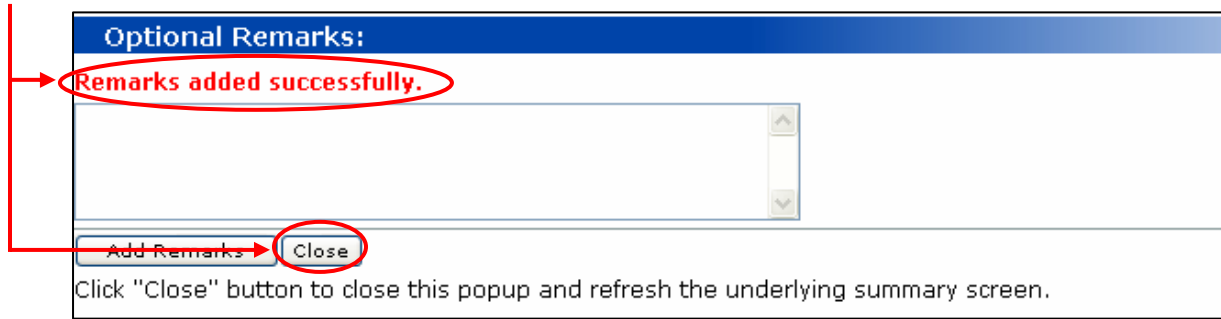 Optional Remarks:
Remarks added successfully.
Add Remarks Close
Click "Close" button to close this popup and refresh the underlying summary screen.